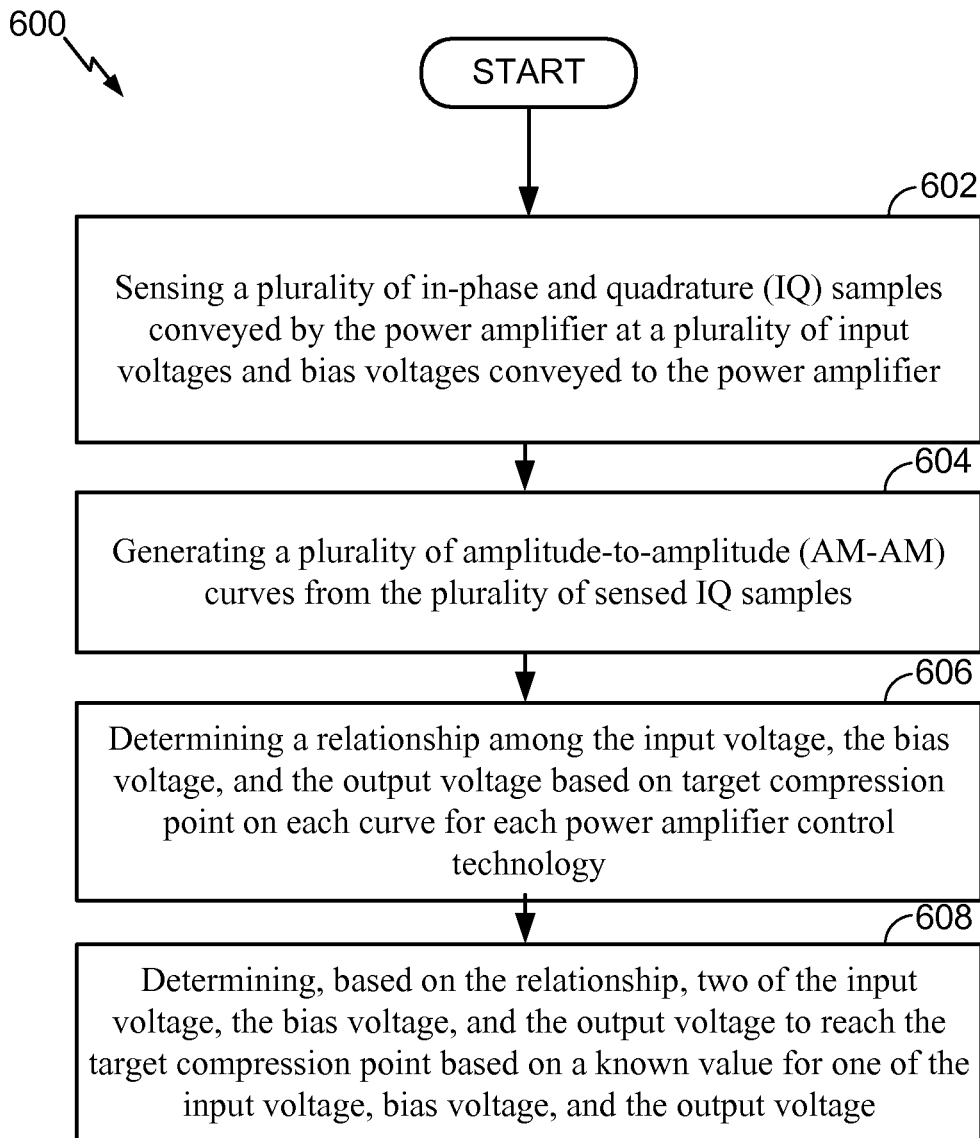 600
START
602
Sensing a plurality of in-phase and quadrature (IQ) samples
conveyed by the power amplifier at a plurality of input
voltages and bias voltages conveyed to the power amplifier
604
Generating a plurality of amplitude-to-amplitude (AM-AM)
curves from the plurality of sensed IQ samples
606
Determining a relationship among the input voltage, the bias
voltage, and the output voltage based on target compression
point on each curve for each power amplifier control
technology
608
Determining, based on the relationship, two of the input
voltage, the bias voltage, and the output voltage to reach the
target compression point based on a known value for one of the
input voltage, bias voltage, and the output voltage